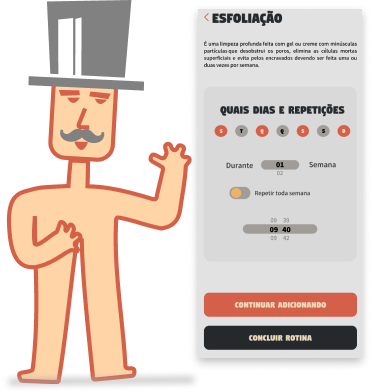 ESFOLIAÇÃO
É uma limpeza profunda feita com gel ou creme com minúsculas
partículas que desobstrui os poros, elimina as células mortas
superficiais e evita pelos encravados devendo ser feita uma ou
duas vezes por semana.
QUAIS DIAS E REPETIÇÕES
S T Q Q S S D
Durante 01 Semana
02
Repetir toda semana
09 39
09 40
09 42
CONTINUAR ADICIONANDO
CONCLUIR ROTINA